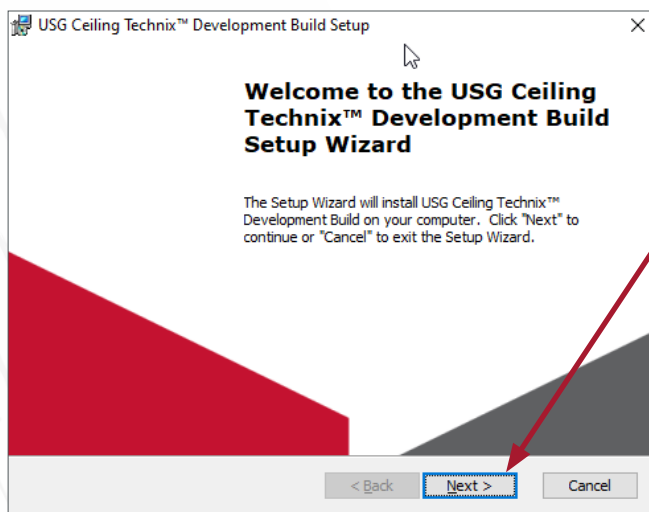 USG Ceiling Technix™ Development Build Setup
Welcome to the USG Ceiling
Technix™ Development Build
Setup Wizard
The Setup Wizard will install USG Ceiling Technix™
Development Build on your computer. Click "Next" to
continue or "Cancel" to exit the Setup Wizard.
< Back Next > Cancel